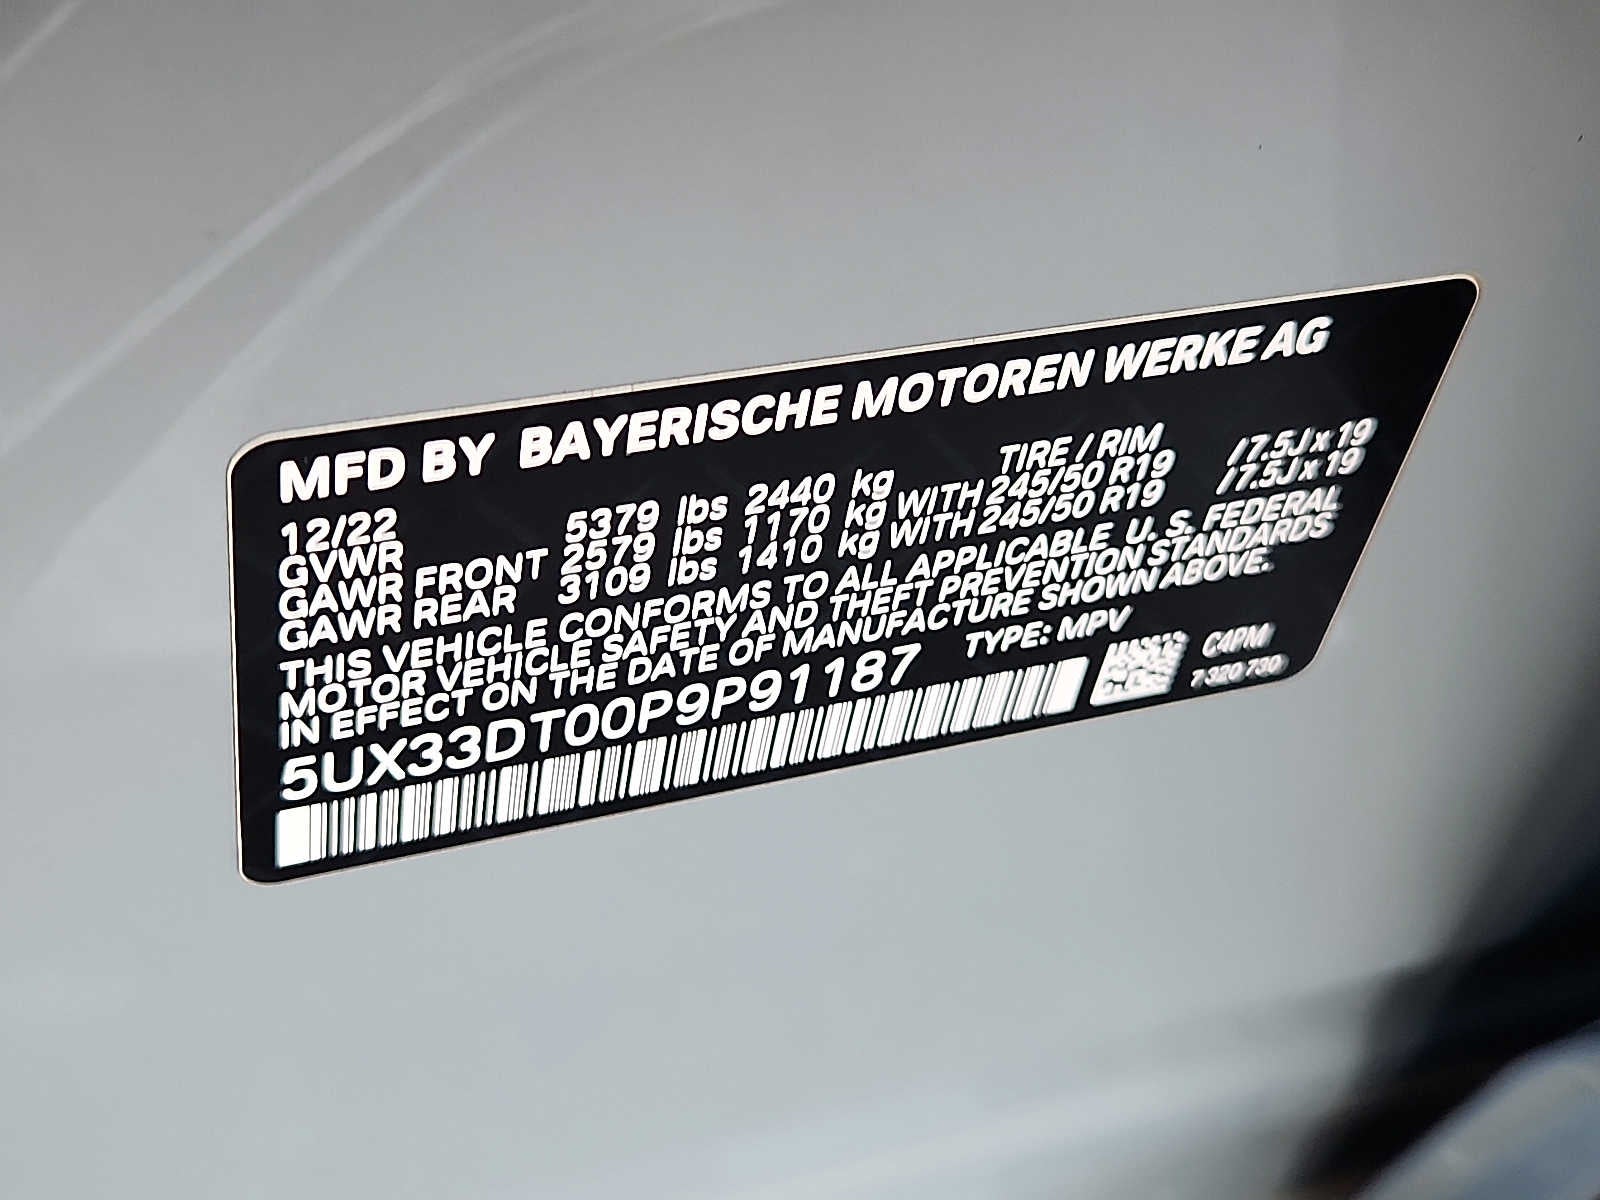 MFD BY BAYERISCHE MOTOREN WERKE AG
12/22 TIRE / RIM
GVWR 5379 lbs 2440 kg
GAWR FRONT 2579 lbs 1170 kg WITH 245/50 R19 /7.5J x 19
GAWR REAR 3109 lbs 1410 kg WITH 245/50 R19 /7.5J x 19
THIS VEHICLE CONFORMS TO ALL APPLICABLE U. S. FEDERAL
MOTOR VEHICLE SAFETY AND THEFT PREVENTION STANDARDS
IN EFFECT ON THE DATE OF MANUFACTURE SHOWN ABOVE.
5UX33DT00P9P91187 TYPE: MPV
C4PM
7 320 730